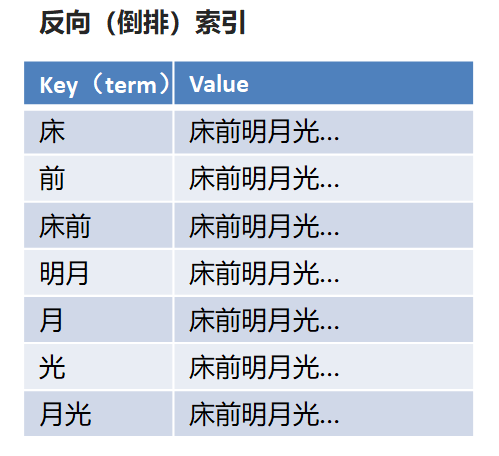 反向（倒排）索引
Key（term） Value
床 床前明月光...
前 床前明月光...
床前 床前明月光...
明月 床前明月光...
月 床前明月光...
光 床前明月光...
月光 床前明月光...